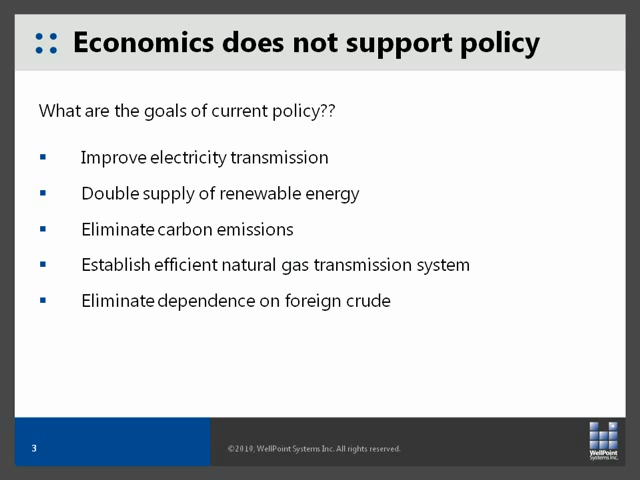 Economics does not support policy
What are the goals of current policy??
Improve electricity transmission
Double supply of renewable energy
Eliminate carbon emissions
Establish efficient natural gas transmission system
Eliminate dependence on foreign crude
3
©2010, WellPoint Systems Inc. All rights reserved.
WellPoint
Systems Inc.